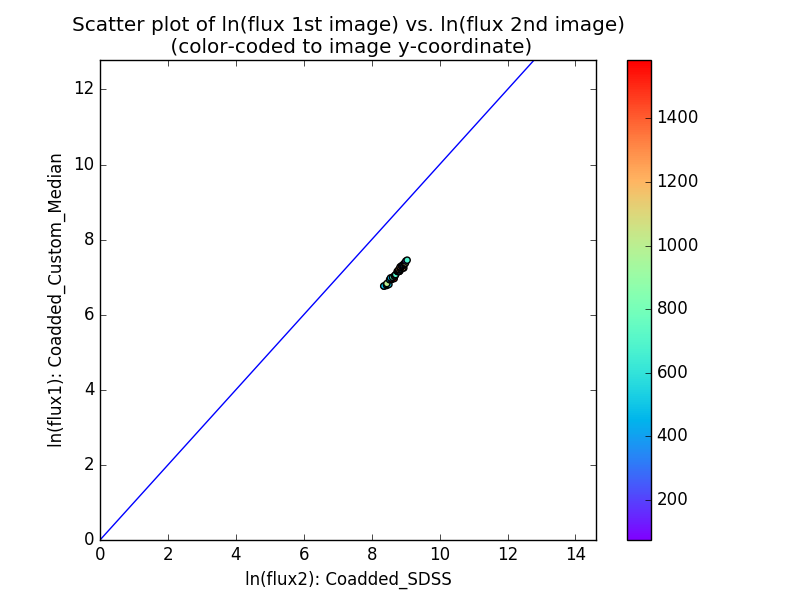 Scatter plot of ln(flux 1st image) vs. ln(flux 2nd image)
(color-coded to image y-coordinate)
12
10
8
6
4
2
0
ln(flux1): Coadded_Custom_Median
0 2 4 6 8 10 12 14
ln(flux2): Coadded_SDSS
1400
1200
1000
800
600
400
200